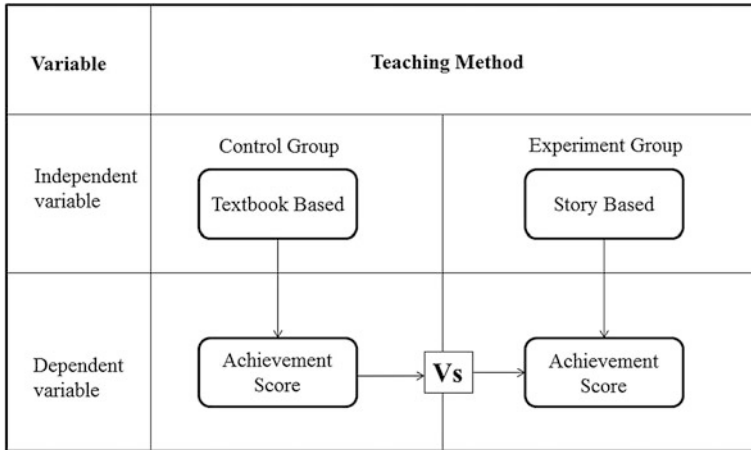 Variable
Teaching Method
Independent
variable
Control Group
Textbook Based
Experiment Group
Story Based
Dependent
variable
Achievement
Score
Vs
Achievement
Score